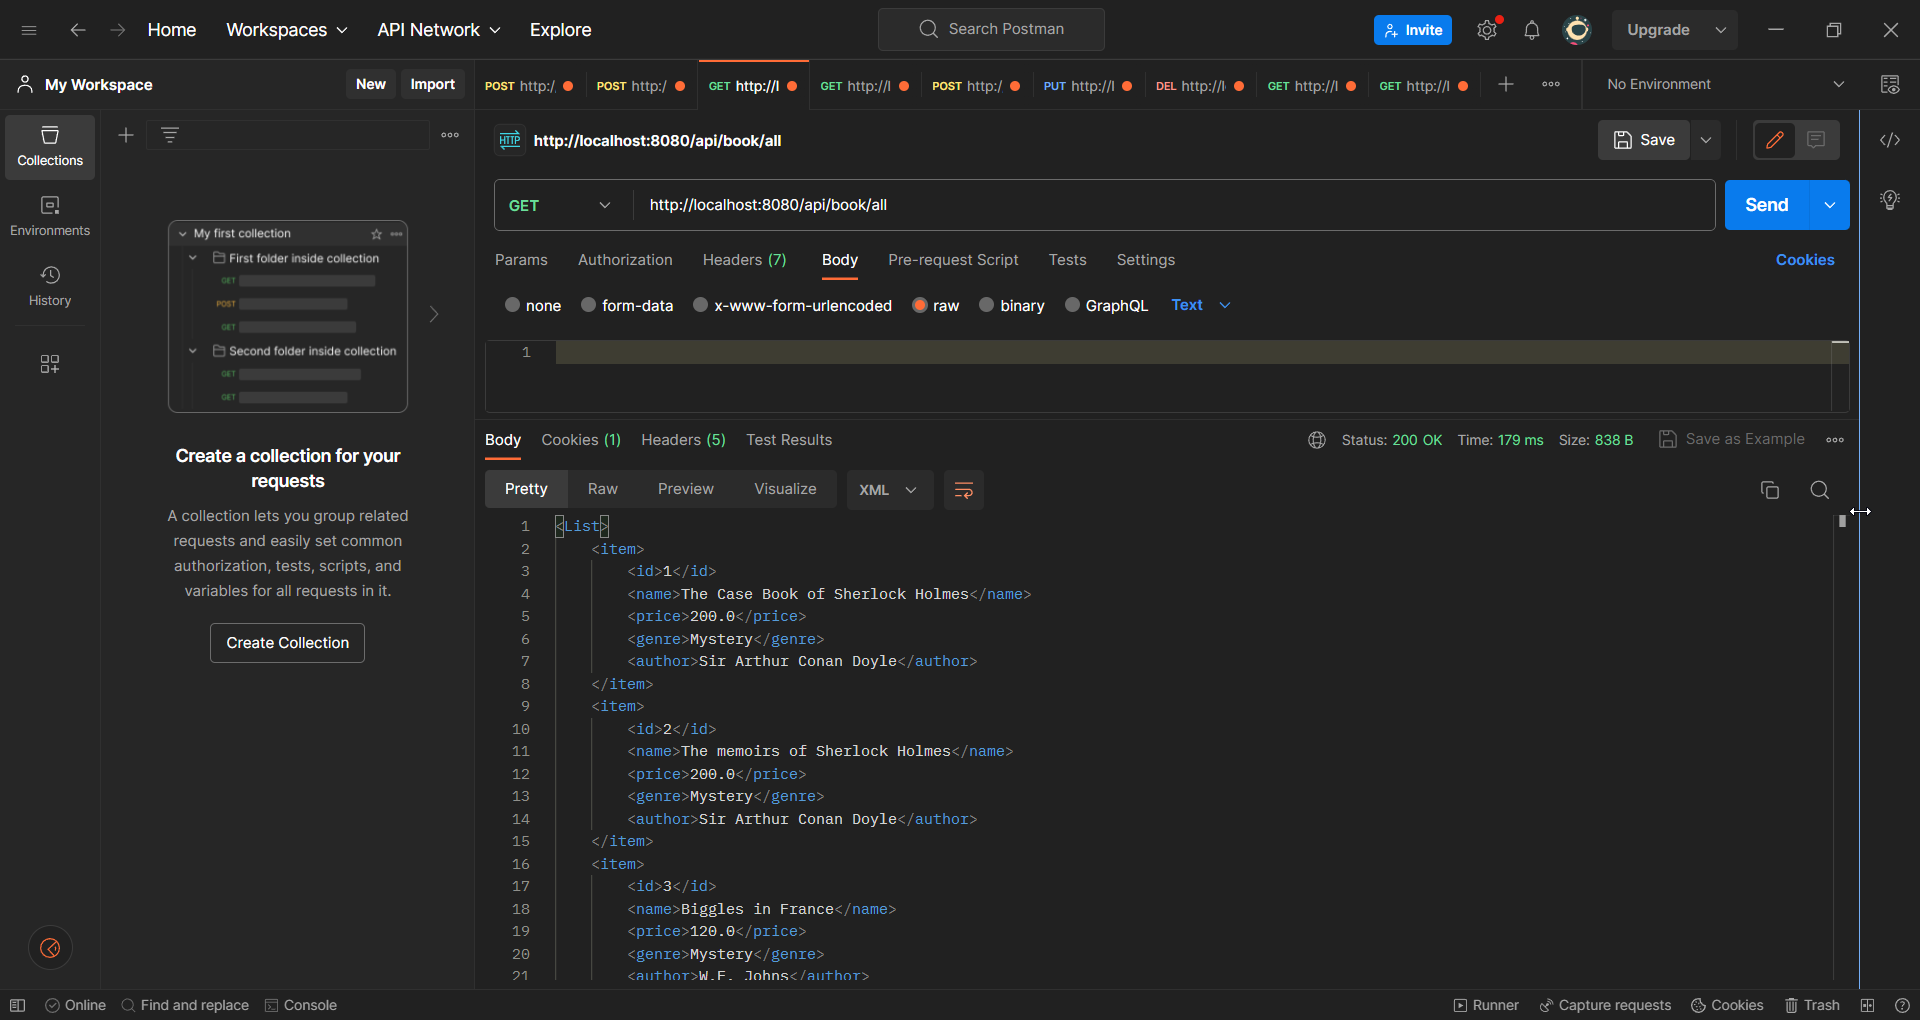 Home Workspaces API Network Explore Search Postman Invite Upgrade
My Workspace New Import POST http:/, POST http:/ GET http://l GET http://l POST http:/ PUT http://l DEL http://l GET http://l GET http://l No Environment
Collections
Environments
History
My first collection
First folder inside collection
GET
POST
GET
Second folder inside collection
GET
GET
Create a collection for your
requests
A collection lets you group related
requests and easily set common
authorization, tests, scripts, and
variables for all requests in it.
Create Collection
HTTP http://localhost:8080/api/book/all Save
GET http://localhost:8080/api/book/all Send
Params Authorization Headers (7) Body Pre-request Script Tests Settings Cookies
none form-data x-www-form-urlencoded raw binary GraphQL Text
1
Body Cookies (1) Headers (5) Test Results Status: 200 OK Time: 179 ms Size: 838 B Save as Example
Pretty Raw Preview Visualize XML
1 <List>
2 <item>
3 <id>1</id>
4 <name>The Case Book of Sherlock Holmes</name>
5 <price>200.0</price>
6 <genre>Mystery</genre>
7 <author>Sir Arthur Conan Doyle</author>
8 </item>
9 <item>
10 <id>2</id>
11 <name>The memoirs of Sherlock Holmes</name>
12 <price>200.0</price>
13 <genre>Mystery</genre>
14 <author>Sir Arthur Conan Doyle</author>
15 </item>
16 <item>
17 <id>3</id>
18 <name>Biggles in France</name>
19 <price>120.0</price>
20 <genre>Mystery</genre>
21 <author>W.E. Johns</author>
Online Find and replace Console Runner Capture requests Cookies Trash